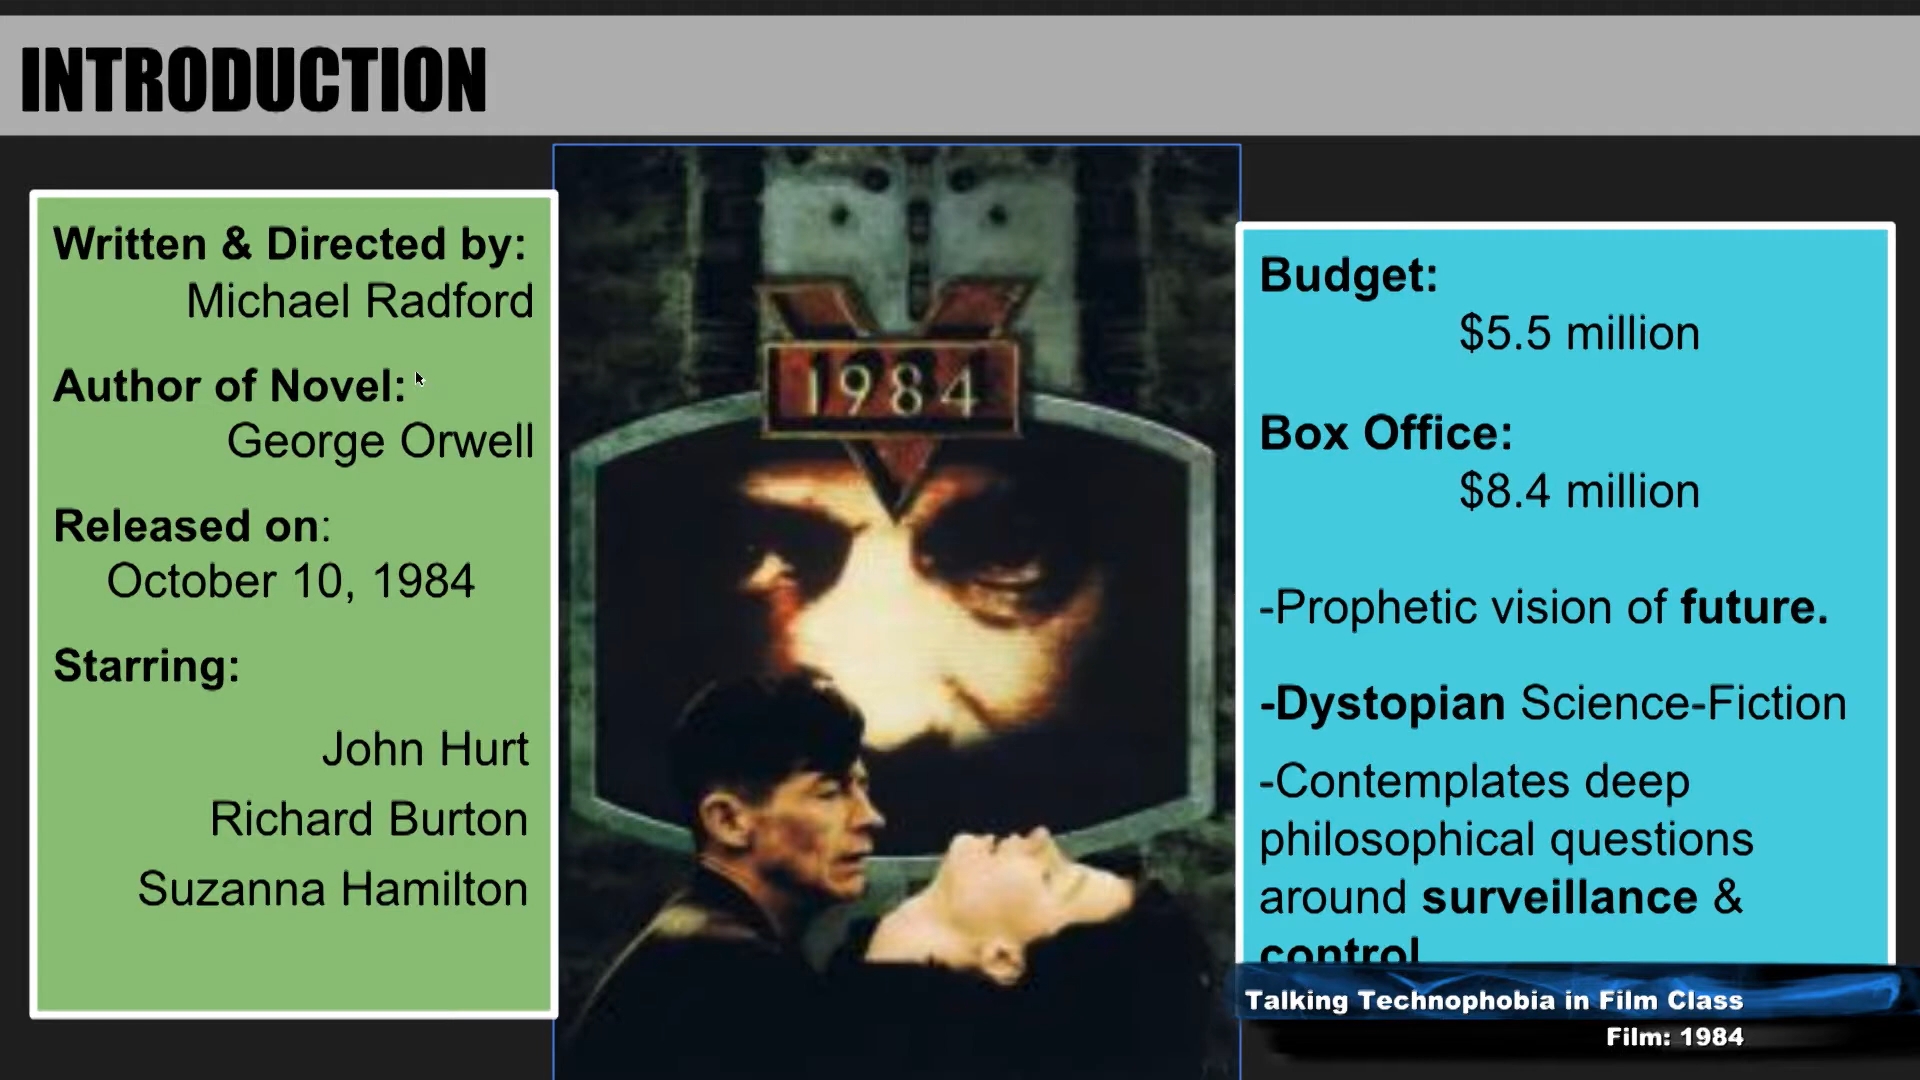 INTRODUCTION
Written & Directed by:
Michael Radford
Author of Novel:
George Orwell
Released on:
October 10, 1984
Starring:
John Hurt
Richard Burton
Suzanna Hamilton
1984
Budget:
$5.5 million
Box Office:
$8.4 million
-Prophetic vision of future.
-Dystopian Science-Fiction
-Contemplates deep
philosophical questions
around surveillance &
control
Talking Technophobia in Film Class
Film: 1984